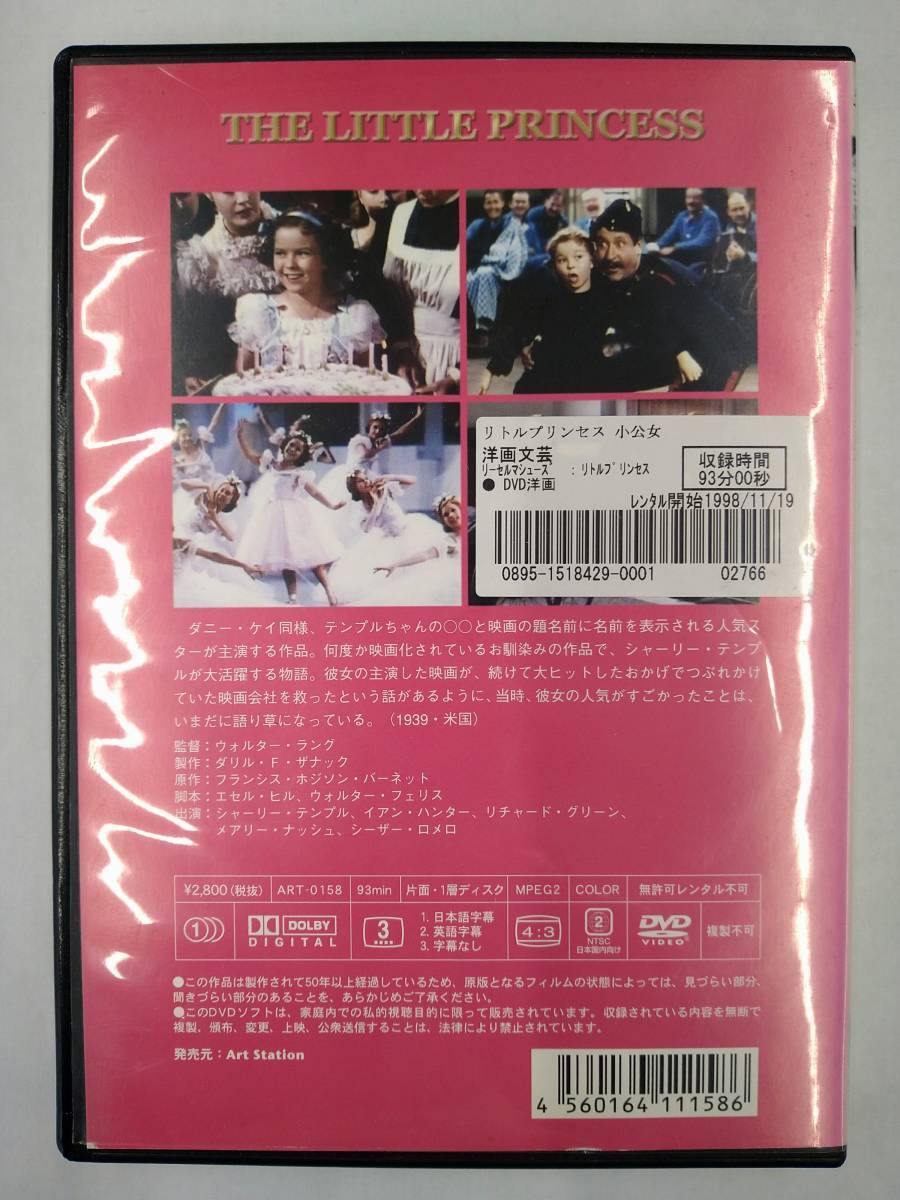 THE LITTLE PRINCESS
リトルプリンセス 小公女
洋画文芸
リーセルマシューズ : リトルプリンセス
● DVD洋画
収録時間
93分00秒
レンタル開始1998/11/19
0895-1518429-0001 02766
ダニー・ケイ同様、テンプルちゃんの○○と映画の題名前に名前を表示される人気ス
ターが主演する作品。何度か映画化されているお馴染みの作品で、シャーリー・テンプ
ルが大活躍する物語。彼女の主演した映画が、続けて大ヒットしたおかげでつぶれかけ
ていた映画会社を救ったという話があるように、当時、彼女の人気がすごかったことは、
いまだに語り草になっている。(1939・米国)
監督:ウォルター・ラング
製作:ダリル・F・ザナック
原作:フランシス・ホジソン・バーネット
脚本:エセル・ヒル、ウォルター・フェリス
出演:シャーリー・テンプル、イアン・ハンター、リチャード・グリーン、
メアリー・ナッシュ、シーザー・ロメロ
¥2,800(税抜) ART-0158 93min 片面・1層ディスク MPEG2 COLOR 無許可レンタル不可
1 DOLBY DIGITAL 3
1. 日本語字幕
2. 英語字幕
3. 字幕なし
4:3
2 NTSC 日本国内向け
DVD VIDEO
複製不可
●この作品は製作されて50年以上経過しているため、原版となるフィルムの状態によっては、見づらい部分、
聞きづらい部分のあることを、あらかじめご了承ください。
●このDVDソフトは、家庭内での私的視聴目的に限って販売されています。収録されている内容を無断で
複製、頒布、変更、上映、公衆送信することは、法律により禁止されています。
発売元:Art Station
4 560164 111586